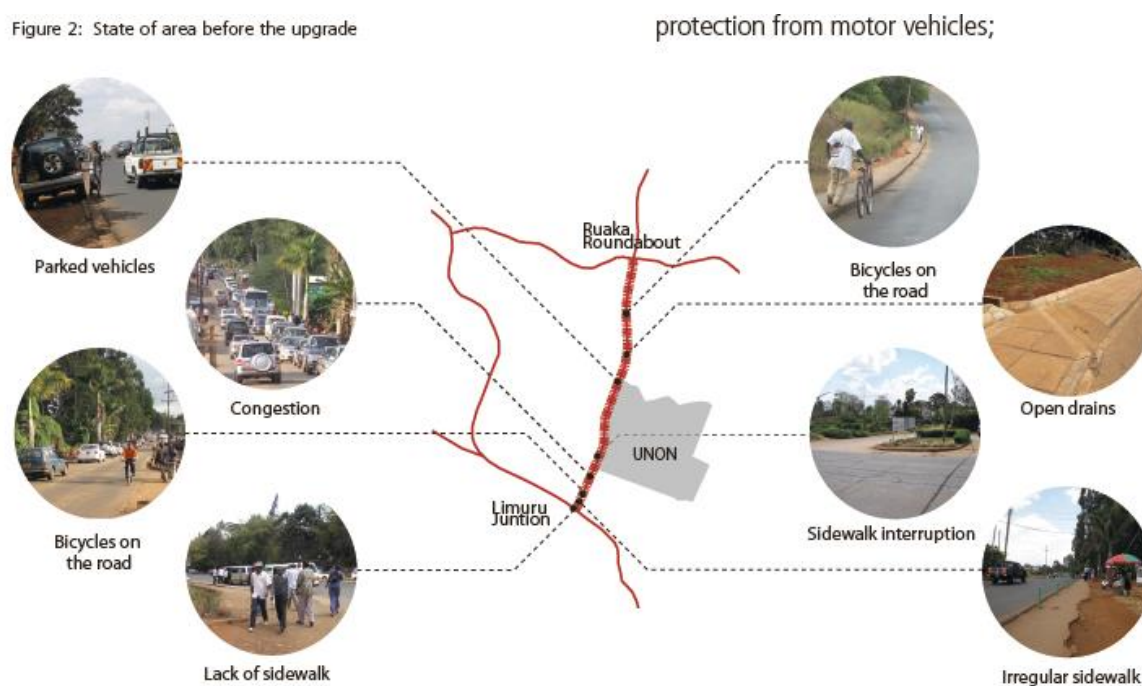 Figure 2: State of area before the upgrade
protection from motor vehicles;
Parked vehicles
Congestion
Bicycles on
the road
Lack of sidewalk
Ruaka
Roundabout
UNON
Limuru
Juntion
Bicycles on
the road
Open drains
Sidewalk interruption
Irregular sidewalk